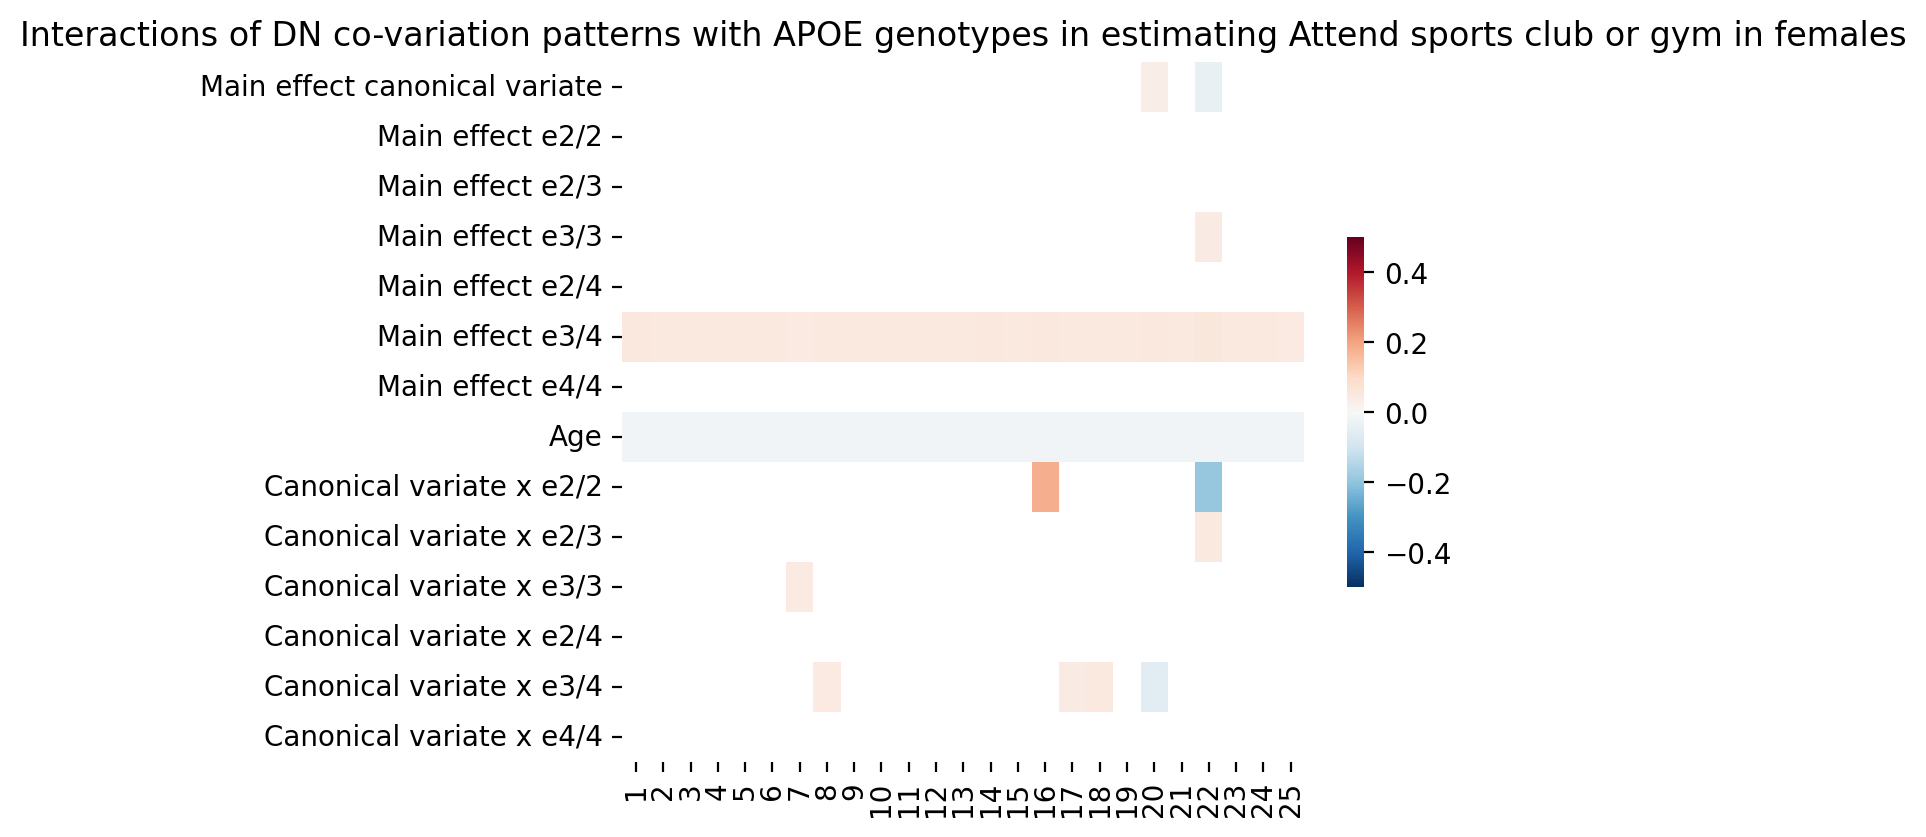 Interactions of DN co-variation patterns with APOE genotypes in estimating Attend sports club or gym in females
Main effect canonical variate
Main effect e2/2
Main effect e2/3
Main effect e3/3
Main effect e2/4
Main effect e3/4
Main effect e4/4
Age
Canonical variate x e2/2
Canonical variate x e2/3
Canonical variate x e3/3
Canonical variate x e2/4
Canonical variate x e3/4
Canonical variate x e4/4
1 2 3 4 5 6 7 8 9 10 11 12 13 14 15 16 17 18 19 20 21 22 23 24 25
0.4
0.2
0.0
−0.2
−0.4